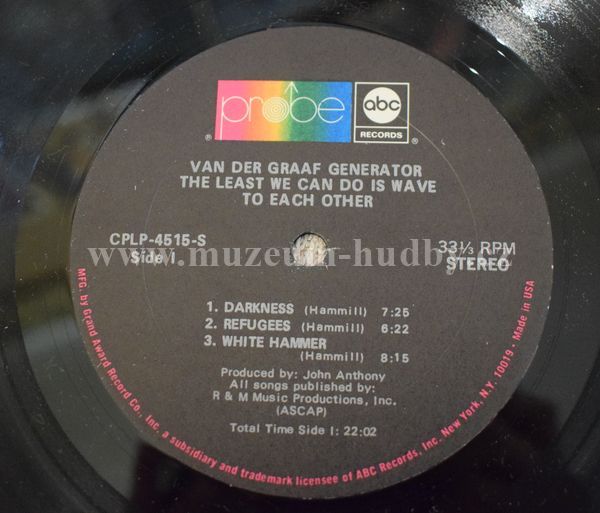 probe
abc
RECORDS
®
®
VAN DER GRAAF GENERATOR
THE LEAST WE CAN DO IS WAVE
TO EACH OTHER
CPLP-4515-S
Side I
33⅓ RPM
STEREO
www.muzeum-hudby.cz
1. DARKNESS (Hammill) 7:25
2. REFUGEES (Hammill) 6:22
3. WHITE HAMMER
(Hammill) 8:15
Produced by: John Anthony
All songs published by:
R & M Music Productions, Inc.
(ASCAP)
Total Time Side I: 22:02
MFG. by Grand Award Record Co. Inc. a subsidiary and trademark licensee of ABC Records, Inc. New York, N.Y. 10019 • Made in USA